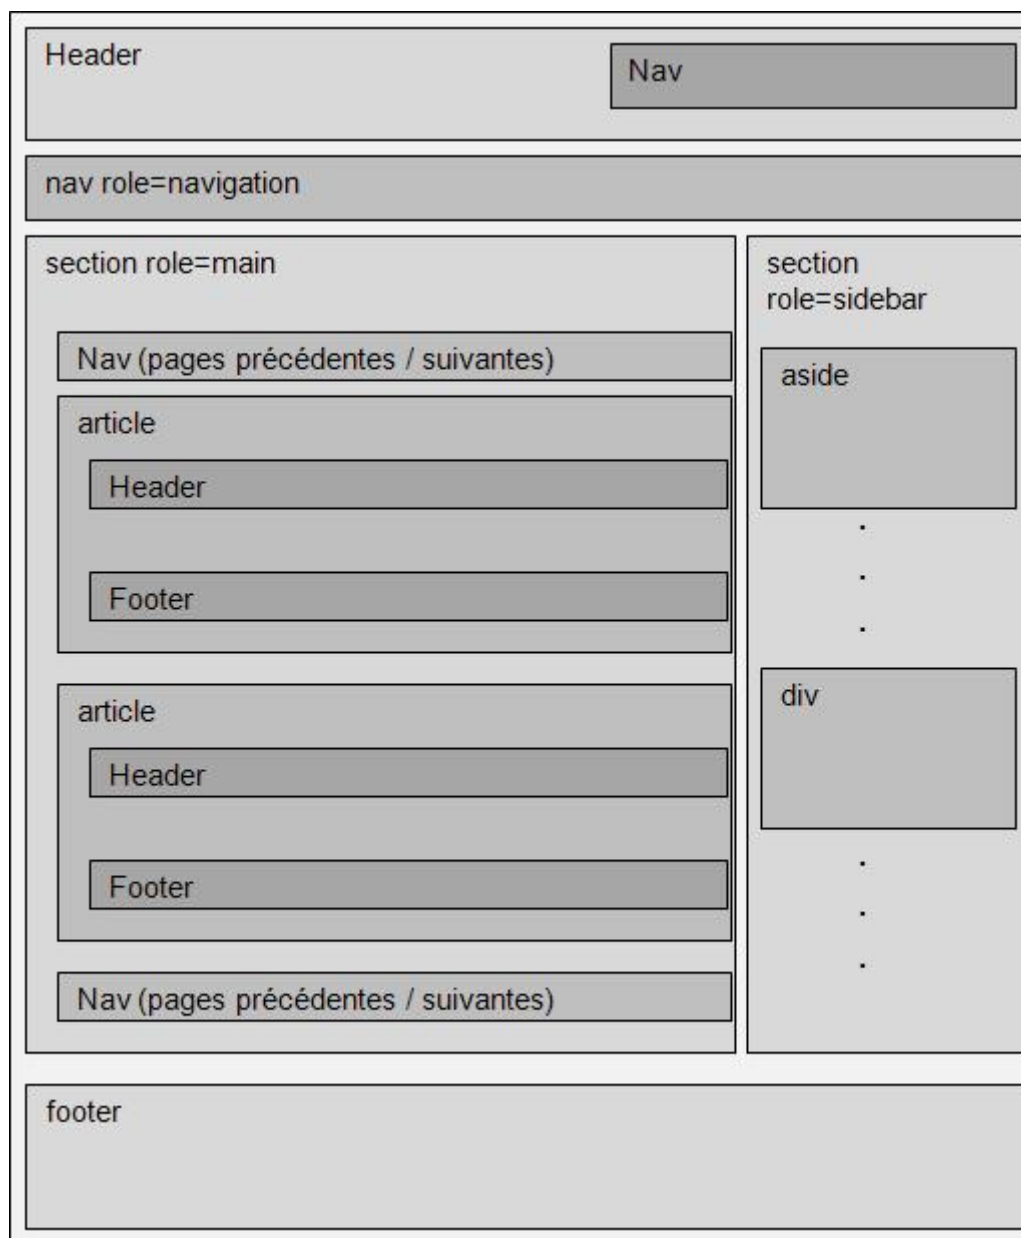 Header
Nav
nav role=navigation
section role=main
Nav (pages précédentes / suivantes)
article
Header
Footer
article
Header
Footer
Nav (pages précédentes / suivantes)
section
role=sidebar
aside
.
.
.
div
.
.
.
footer